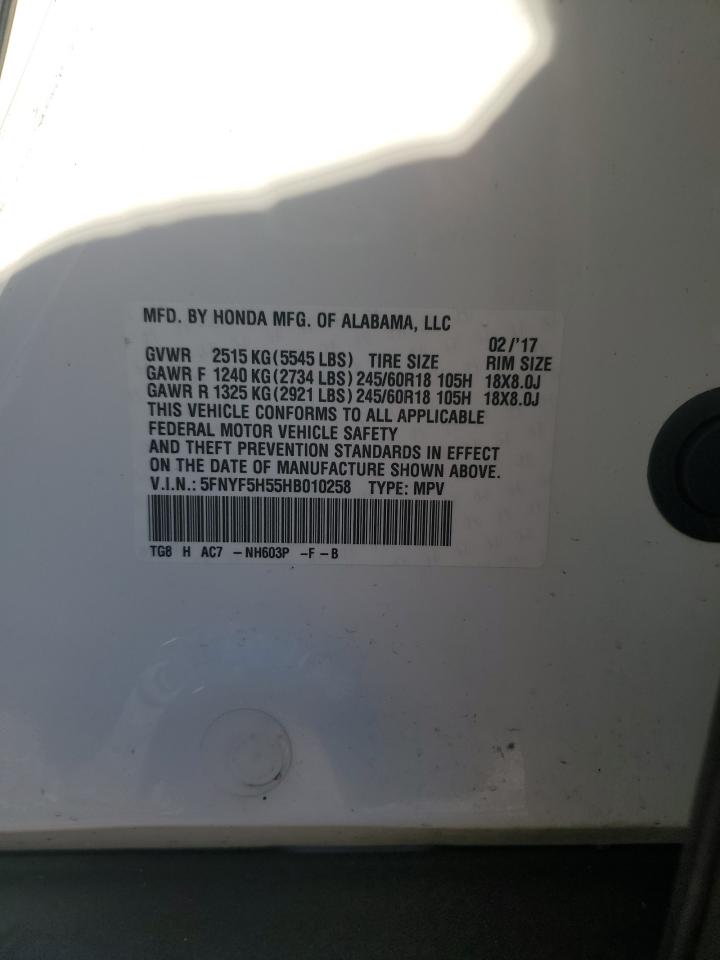 MFD. BY HONDA MFG. OF ALABAMA, LLC
02/'17
GVWR 2515 KG (5545 LBS) TIRE SIZE RIM SIZE
GAWR F 1240 KG (2734 LBS) 245/60R18 105H 18X8.0J
GAWR R 1325 KG (2921 LBS) 245/60R18 105H 18X8.0J
THIS VEHICLE CONFORMS TO ALL APPLICABLE
FEDERAL MOTOR VEHICLE SAFETY
AND THEFT PREVENTION STANDARDS IN EFFECT
ON THE DATE OF MANUFACTURE SHOWN ABOVE.
V.I.N.: 5FNYF5H55HB010258 TYPE: MPV
TG8 H AC7 -NH603P -F-B